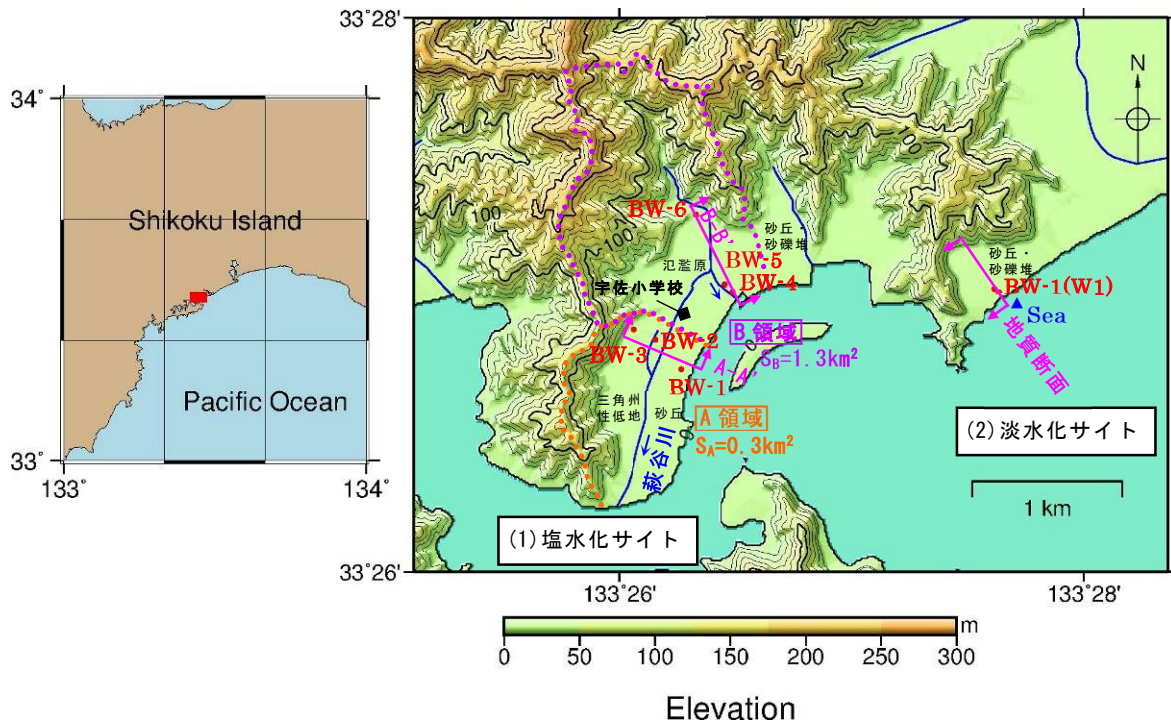 34˚
33˚
133˚
134˚
Shikoku Island
Pacific Ocean
33˚28'
33˚26'
133˚26'
133˚28'
N
100
100
100
200
0
0
BW-6
B-B'
砂丘・
砂礫堆
氾濫原
BW-5
BW-4
宇佐小学校
B 領域
S_B=1.3km²
BW-2
BW-3
A-A'
BW-1
三角州
性低地
砂丘
A 領域
S_A=0.3km²
萩谷川
(1)塩水化サイト
砂丘・
砂礫堆
BW-1(W1)
Sea
地質断面
(2)淡水化サイト
1 km
m
0
50
100
150
200
250
300
Elevation